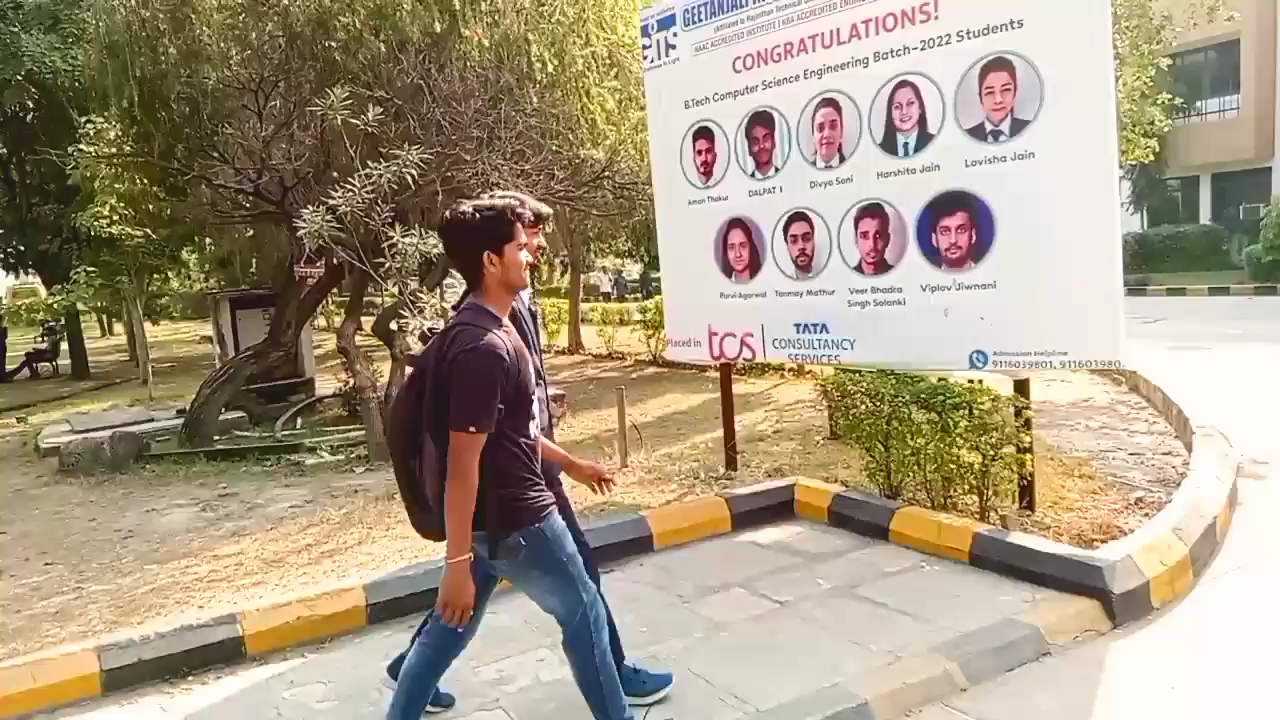 GITS
GEETANJALI
(Affiliated to Rajasthan Technical
NAAC ACCREDITED INSTITUTE | NBA ACCREDITED
CONGRATULATIONS!
B.Tech Computer Science Engineering Batch-2022 Students
Aman Thakur
DALPAT
Divya Soni
Harshita Jain
Lovisha Jain
Purvi Agarwal
Tanmay Mathur
Veer Bhadra
Singh Solanki
Viplav Jiwnani
Placed in
tcs
TATA
CONSULTANCY
SERVICES
Admission Helpline
9116039801, 911603980